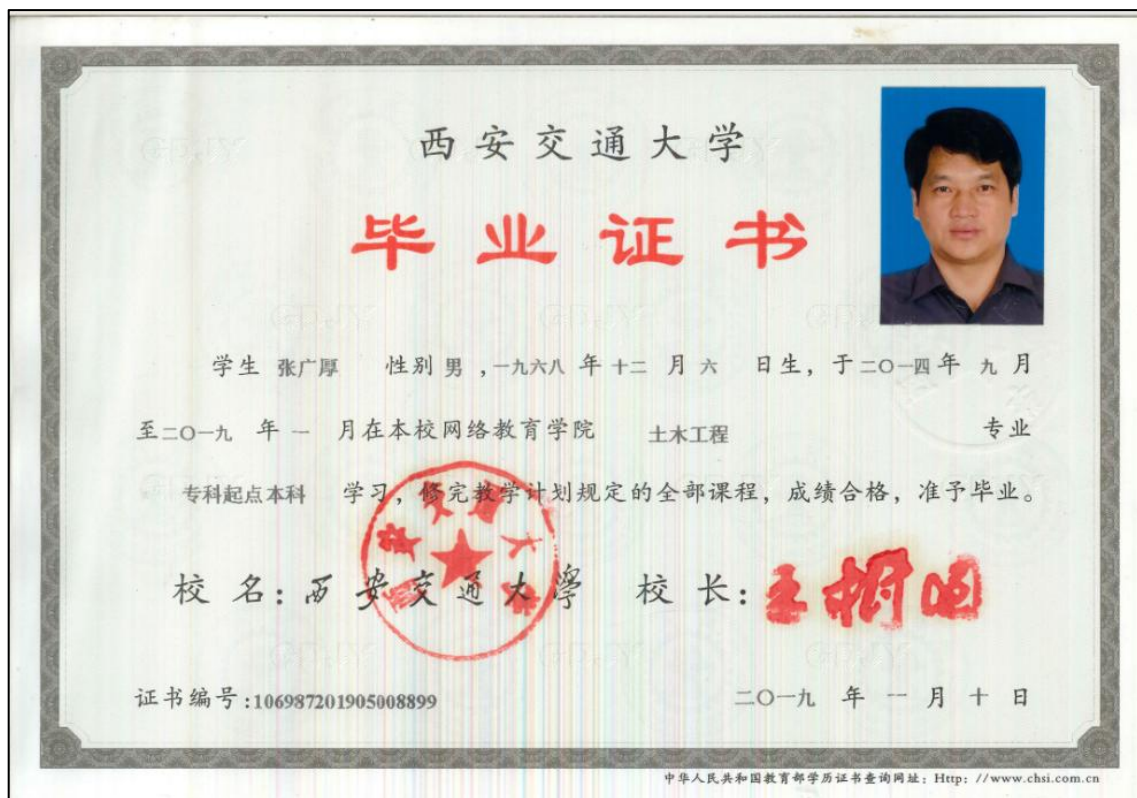 西安交通大学
毕业证书
学生 张广厚 性别 男 ,一九六八 年 十二 月 六 日生, 于二〇一四年 九 月
至二〇一九 年 一 月在本校网络教育学院 土木工程 专业
专科起点本科 学习, 修完教学计划规定的全部课程, 成绩合格, 准予毕业。
校 名: 西安交通大學 校 长: 王树国
证书编号:106987201905008899 二〇一九 年 一 月 十 日
中华人民共和国教育部学历证书查询网址: Http: //www.chsi.com.cn